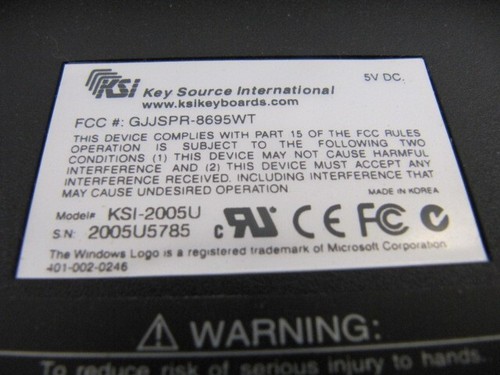 KSI Key Source International
www.ksikeyboards.com
5V DC.
FCC #: GJJSPR-8695WT
THIS DEVICE COMPLIES WITH PART 15 OF THE FCC RULES
OPERATION IS SUBJECT TO THE FOLLOWING TWO
CONDITIONS (1) THIS DEVICE MAY NOT CAUSE HARMFUL
INTERFERENCE AND (2) THIS DEVICE MUST ACCEPT ANY
INTERFERENCE RECEIVED, INCLUDING INTERFERENCE THAT
MAY CAUSE UNDESIRED OPERATION
MADE IN KOREA
Model# KSI-2005U
S.N: 2005U5785
c RU US CE FC
The Windows Logo is a registered trademark of Microsoft Corporation
401-002-0246
WARNING:
To reduce risk of serious injury to hands,